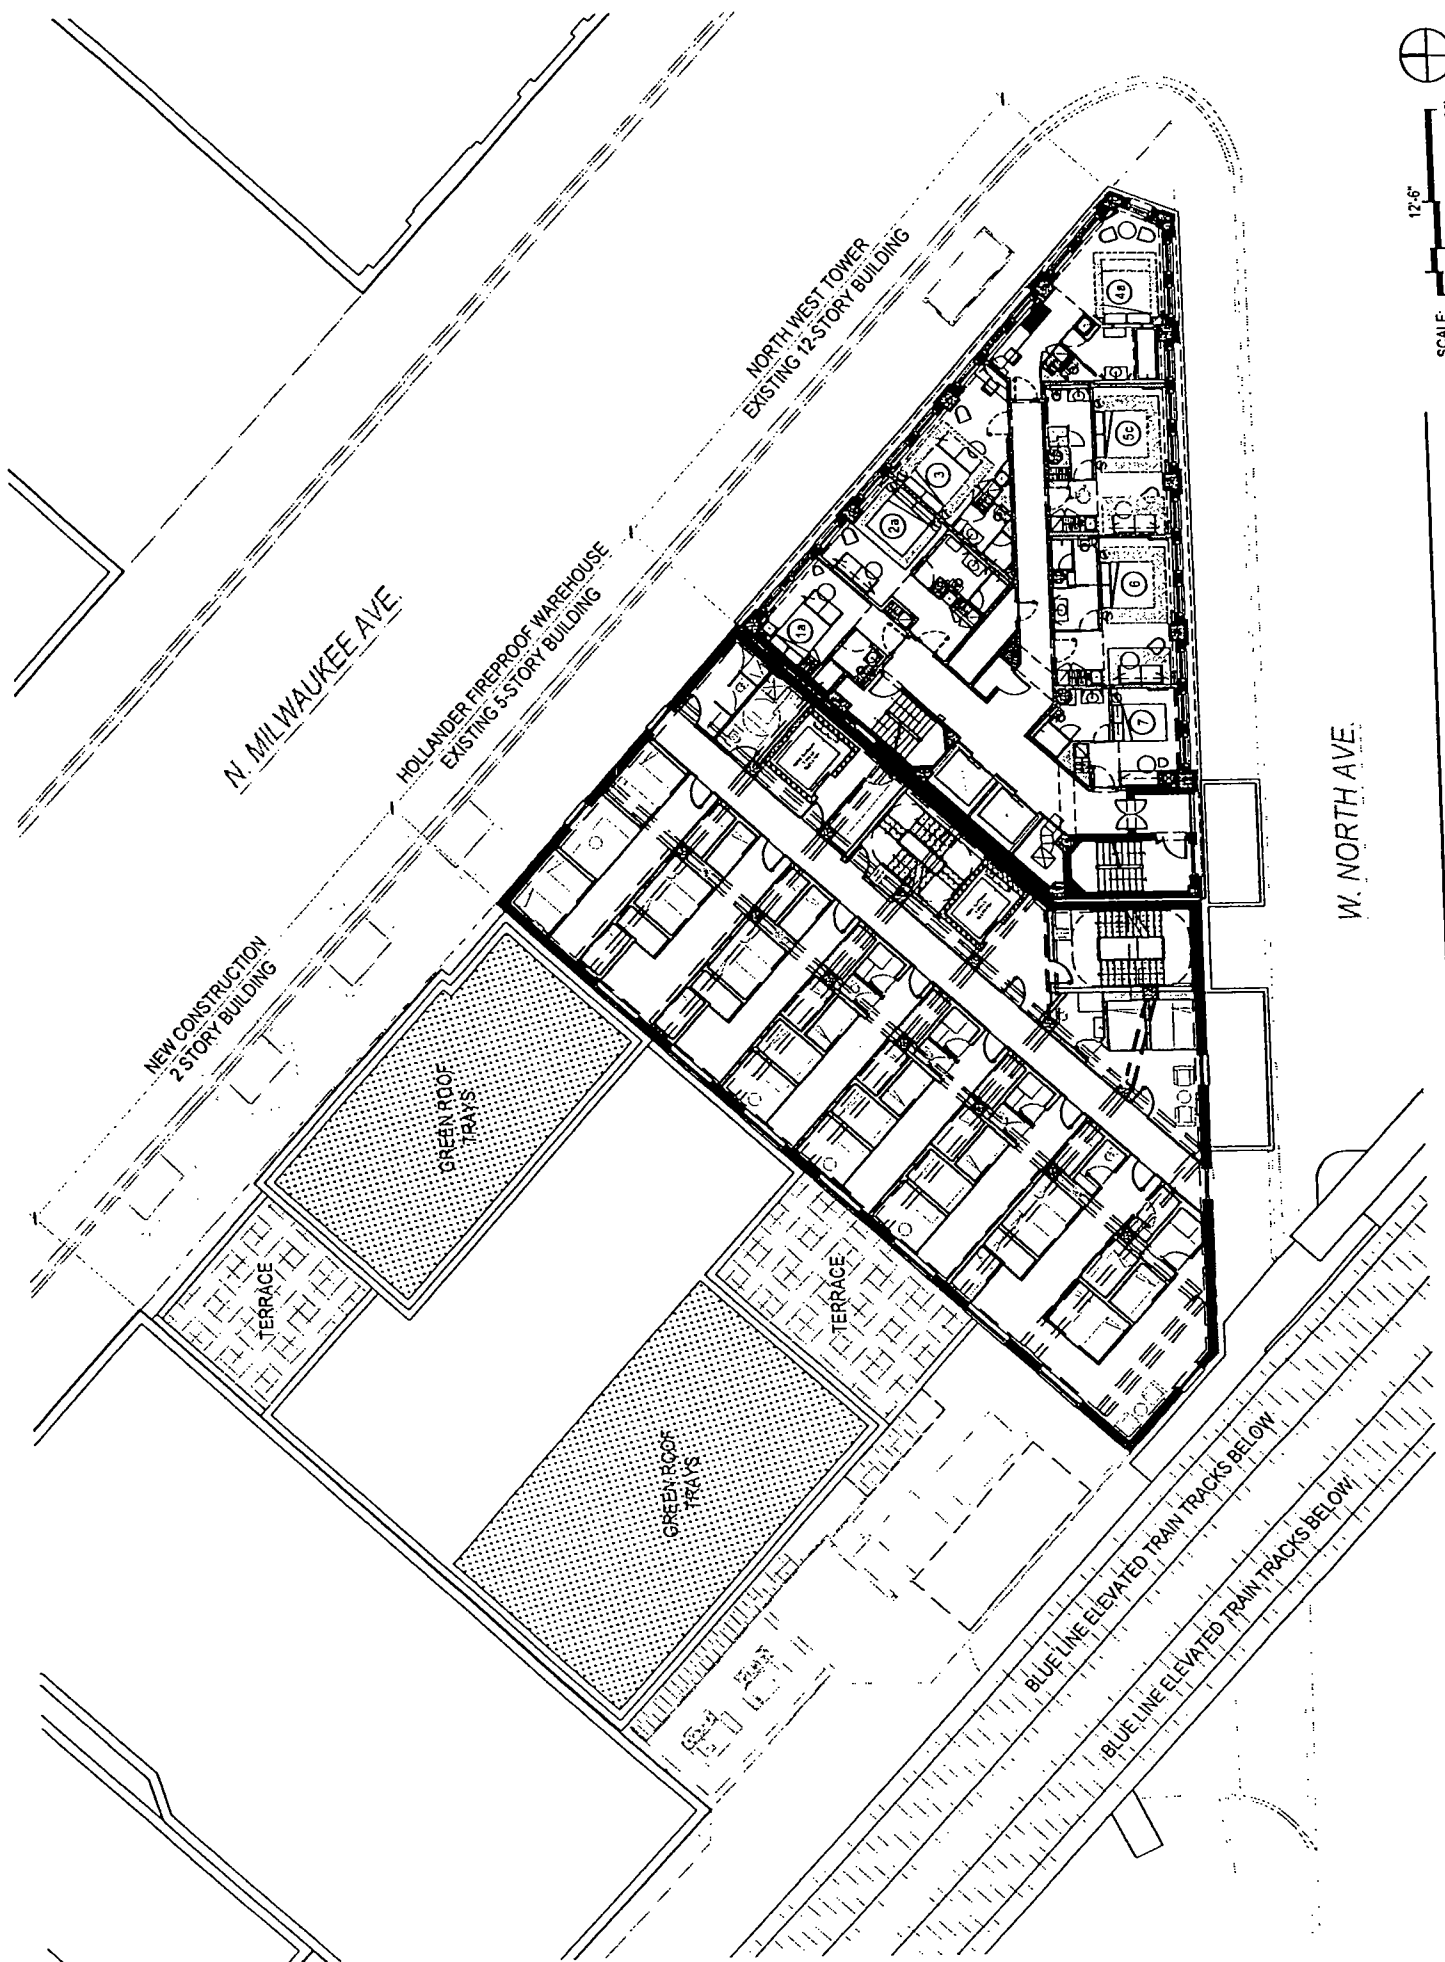 12'-6"
SCALE:
NORTH WEST TOWER
EXISTING 12-STORY BUILDING
4a
5c
3
2a
6
1a
7
N. MILWAUKEE AVE.
HOLLANDER FIREPROOF WAREHOUSE
EXISTING 5-STORY BUILDING
W. NORTH AVE.
NEW CONSTRUCTION
2 STORY BUILDING
GREEN ROOF
TRAYS
TERRACE
TERRACE
GREEN ROOF
TRAYS
BLUE LINE ELEVATED TRAIN TRACKS BELOW
BLUE LINE ELEVATED TRAIN TRACKS BELOW